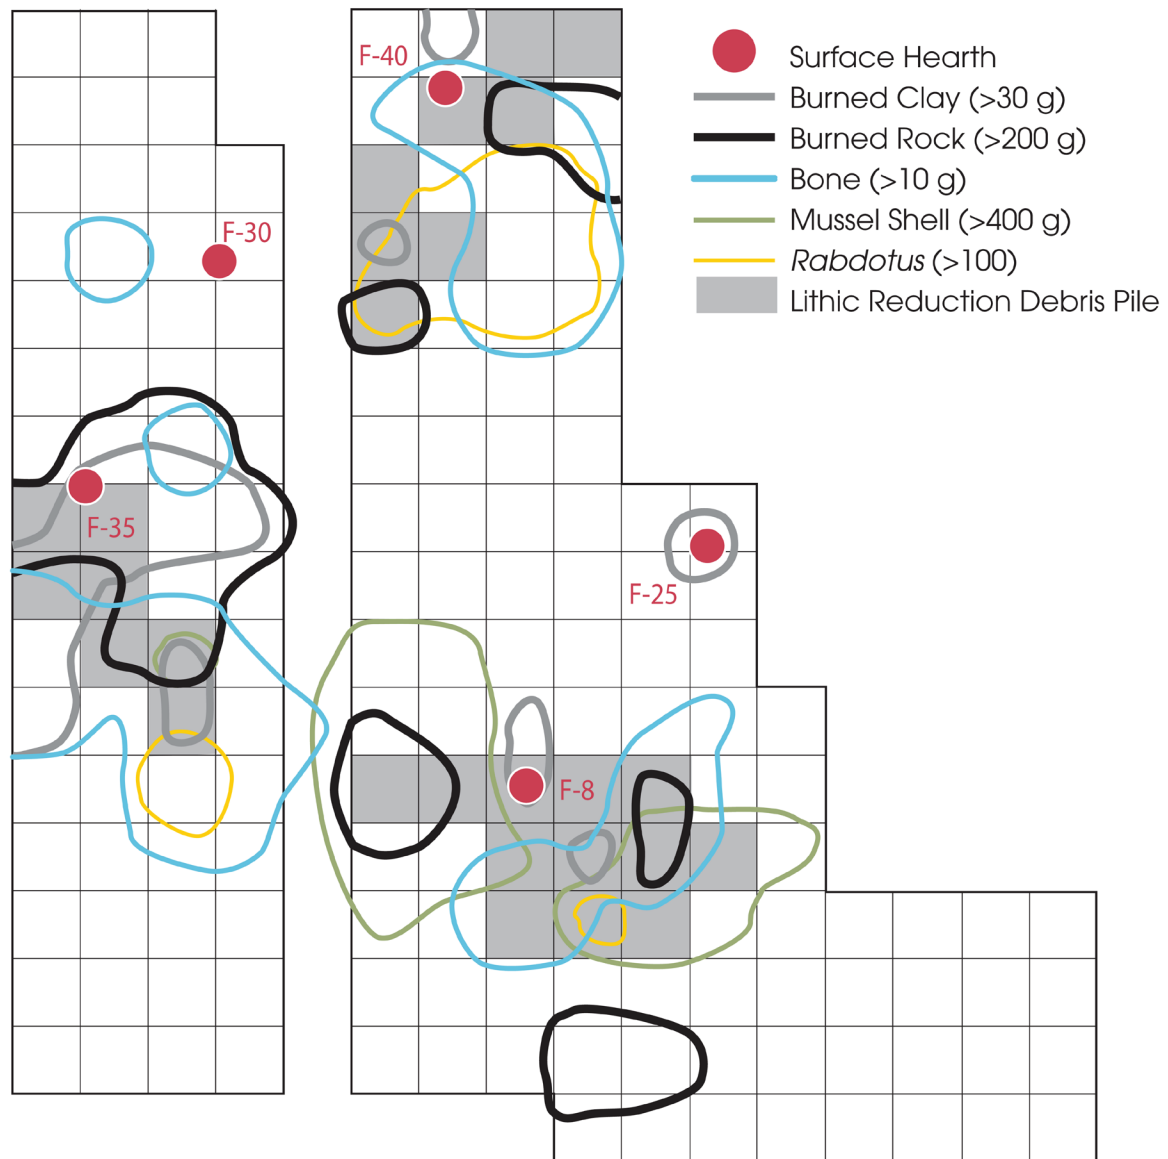 F-40
F-30
F-35
F-25
F-8
Surface Hearth
Burned Clay (>30 g)
Burned Rock (>200 g)
Bone (>10 g)
Mussel Shell (>400 g)
Rabdotus (>100)
Lithic Reduction Debris Pile